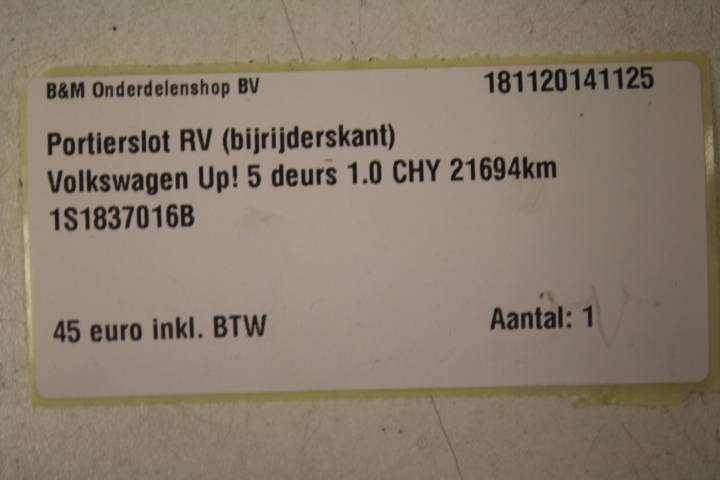 B&M Onderdelenshop BV 181120141125
Portierslot RV (bijrijderskant)
Volkswagen Up! 5 deurs 1.0 CHY 21694km
1S1837016B
45 euro inkl. BTW Aantal: 1